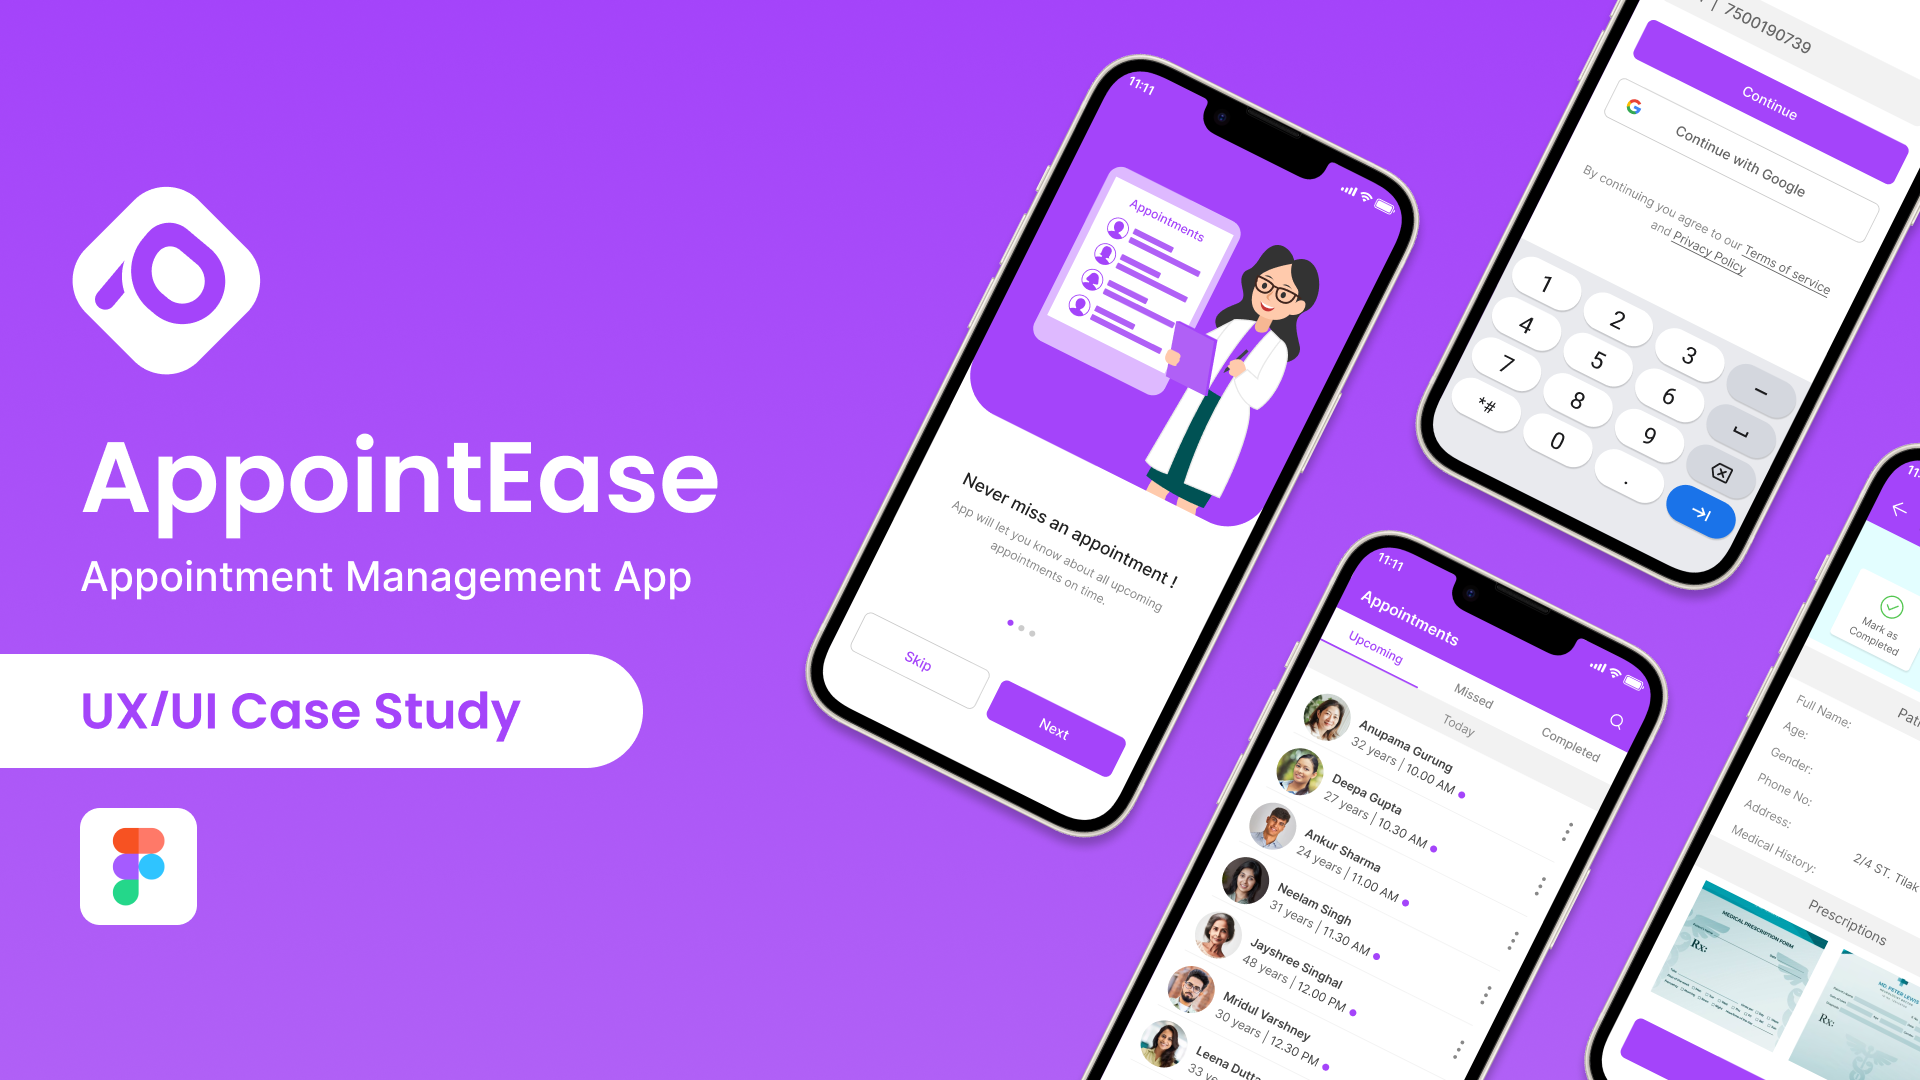 AppointEase
Appointment Management App
UX/UI Case Study
11:11
Appointments
Never miss an appointment !
App will let you know about all upcoming
appointments on time.
Skip
Next
7500190739
Continue
Continue with Google
By continuing you agree to our Terms of service
and Privacy Policy
1 2 3 -
4 5 6
7 8 9
*# 0 .
11:11
Appointments
Upcoming Missed Completed
Today
Anupama Gurung
32 years | 10.00 AM
Deepa Gupta
27 years | 10.30 AM
Ankur Sharma
24 years | 11.00 AM
Neelam Singh
31 years | 11.30 AM
Jayshree Singhal
48 years | 12.00 PM
Mridul Varshney
30 years | 12.30 PM
Leena Dutta
33
Mark as
Completed
Full Name:
Age:
Gender:
Phone No:
Address:
Medical History:
2/4 ST. Tilak
Prescriptions
MEDICAL PRESCRIPTION FORM
Rx:
MD. PETER LEWIS
Rx: